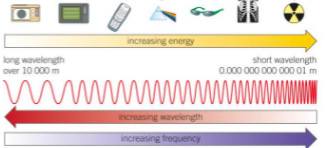 increasing energy
long wavelength
over 10 000 m
short wavelength
0.000 000 000 000 01 m
increasing wavelength
increasing frequency